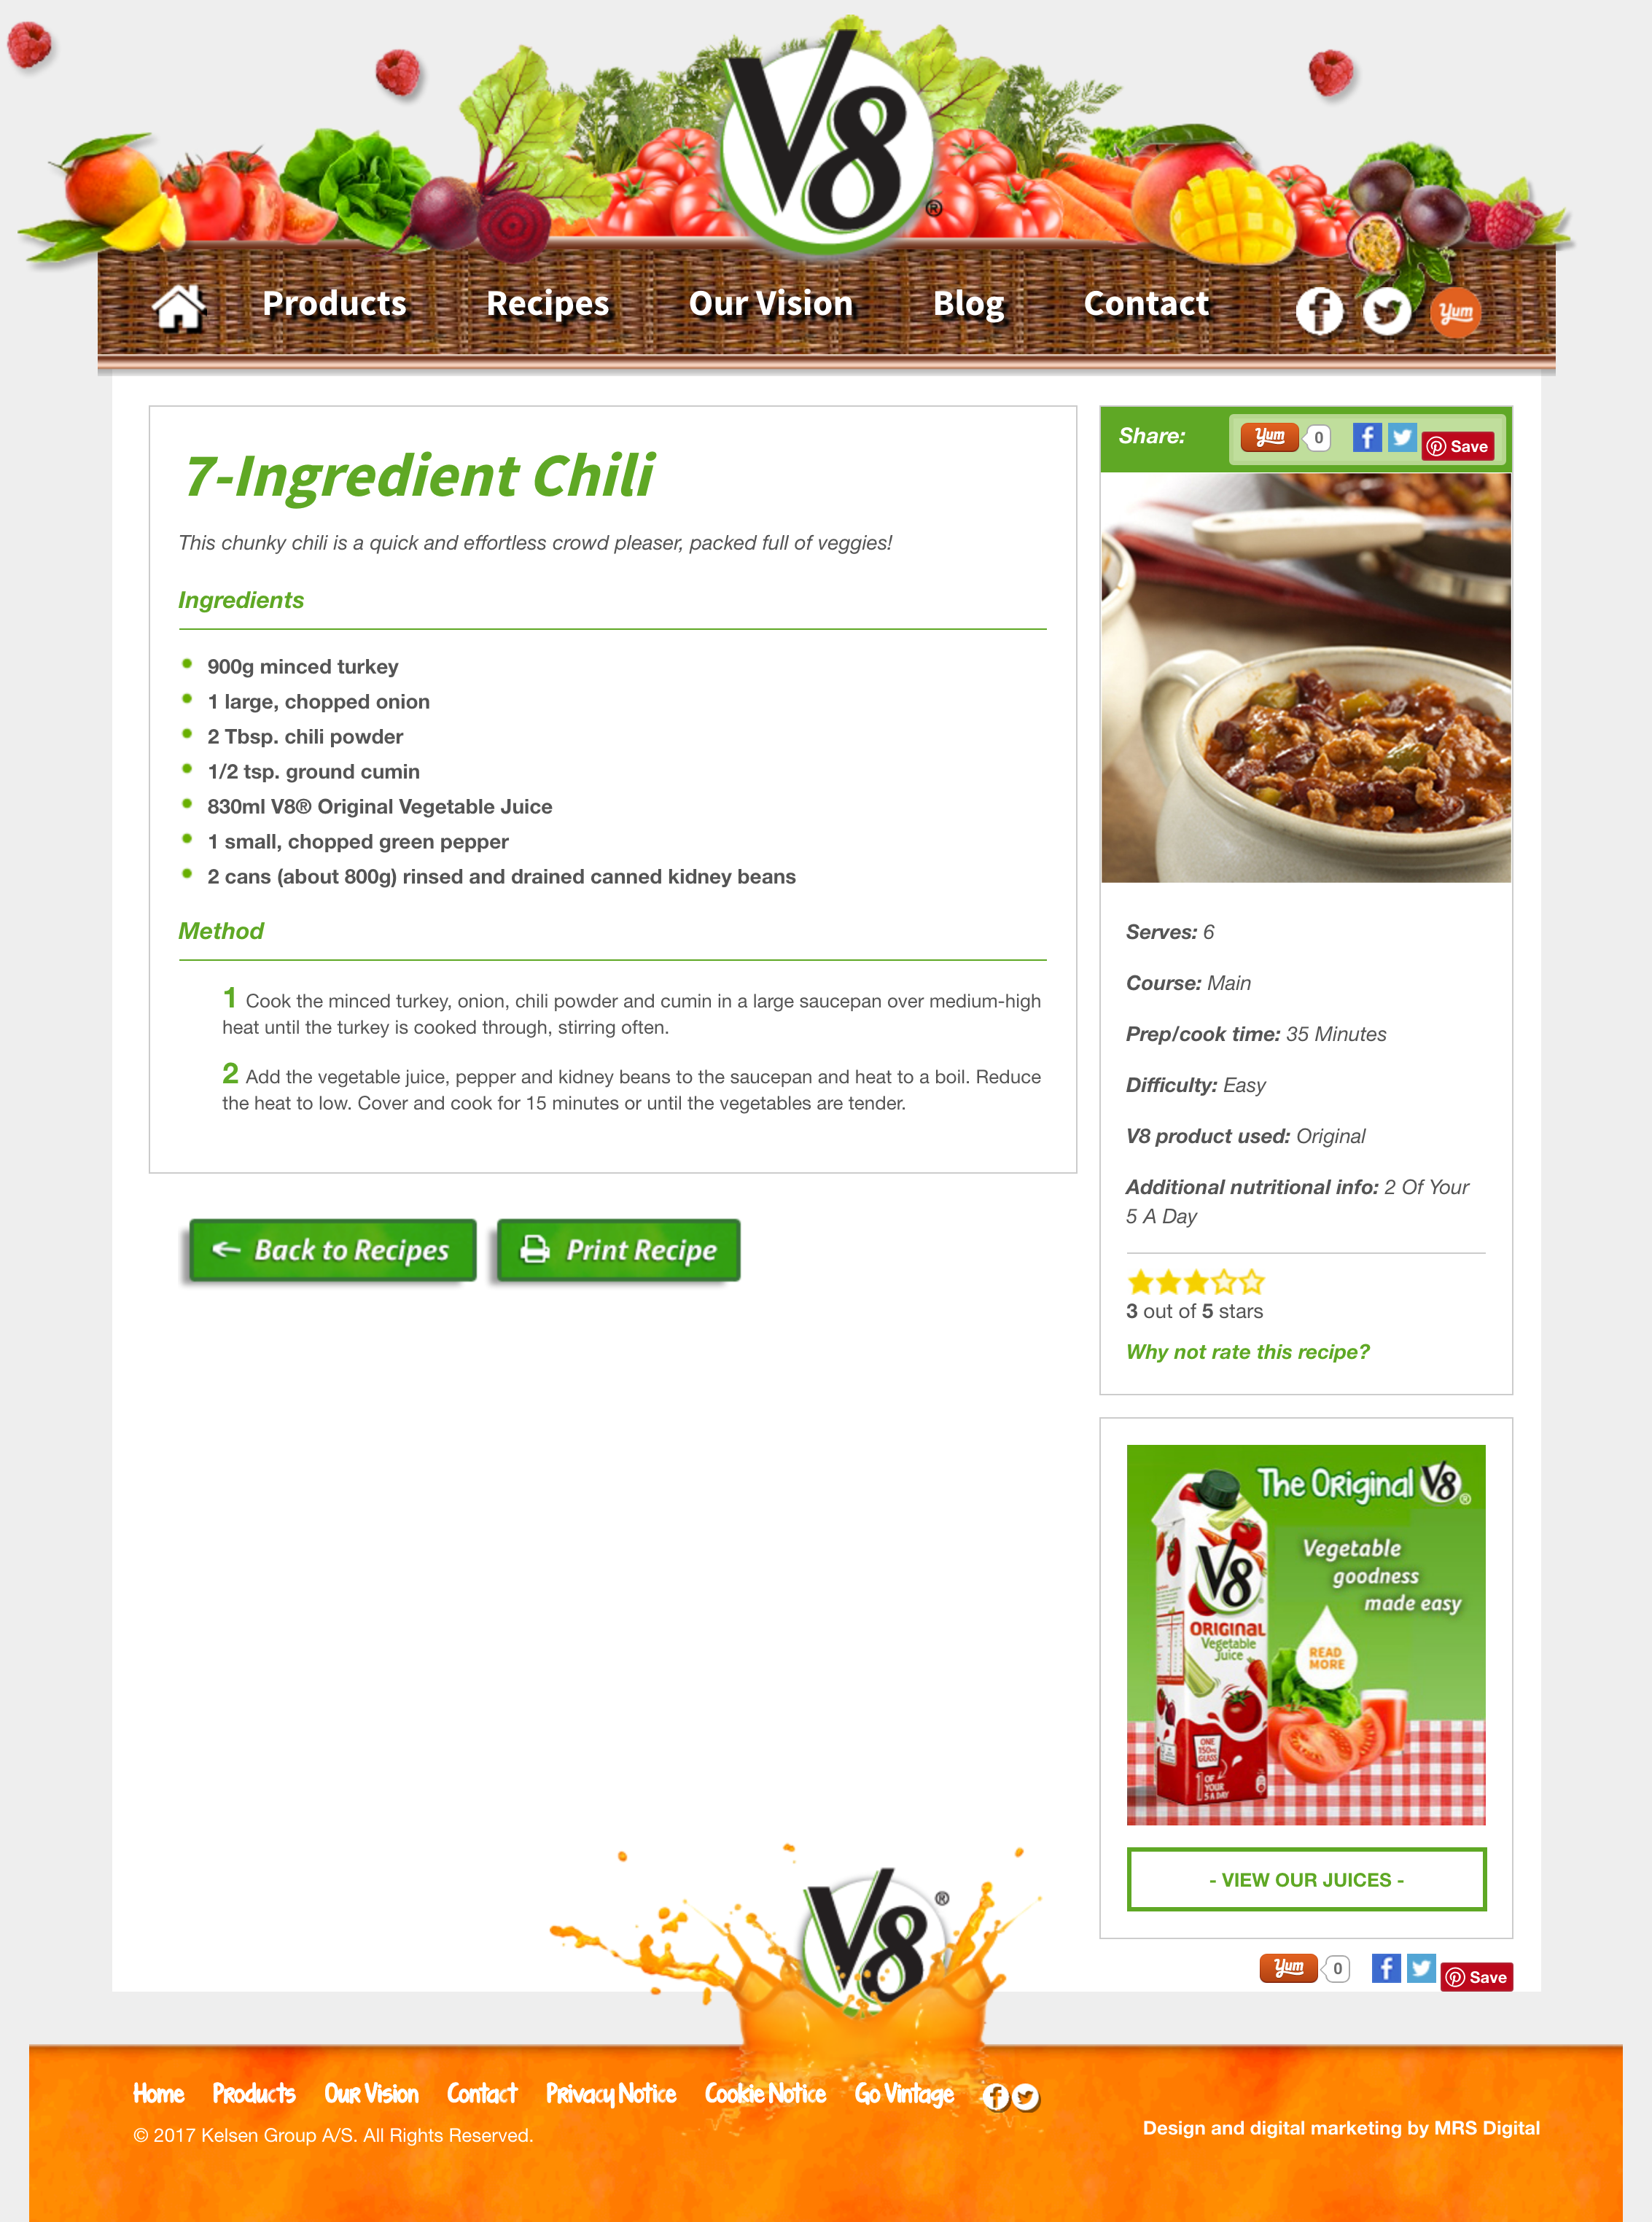 V8®
Products
Recipes
Our Vision
Blog
Contact
Yum
7-Ingredient Chili
This chunky chili is a quick and effortless crowd pleaser, packed full of veggies!
Ingredients
900g minced turkey
1 large, chopped onion
2 Tbsp. chili powder
1/2 tsp. ground cumin
830ml V8® Original Vegetable Juice
1 small, chopped green pepper
2 cans (about 800g) rinsed and drained canned kidney beans
Method
1 Cook the minced turkey, onion, chili powder and cumin in a large saucepan over medium-high
heat until the turkey is cooked through, stirring often.
2 Add the vegetable juice, pepper and kidney beans to the saucepan and heat to a boil. Reduce
the heat to low. Cover and cook for 15 minutes or until the vegetables are tender.
Back to Recipes
Print Recipe
Share:
Yum
0
Save
Serves: 6
Course: Main
Prep/cook time: 35 Minutes
Difficulty: Easy
V8 product used: Original
Additional nutritional info: 2 Of Your
5 A Day
3 out of 5 stars
Why not rate this recipe?
The Original V8®
Vegetable
goodness
made easy
READ
MORE
V8
ORIGINAL
Vegetable
Juice
ONE
150ml
GLASS
1 OF
YOUR
5 A DAY
- VIEW OUR JUICES -
Yum
0
Save
V8®
Home
Products
Our Vision
Contact
Privacy Notice
Cookie Notice
Go Vintage
© 2017 Kelsen Group A/S. All Rights Reserved.
Design and digital marketing by MRS Digital